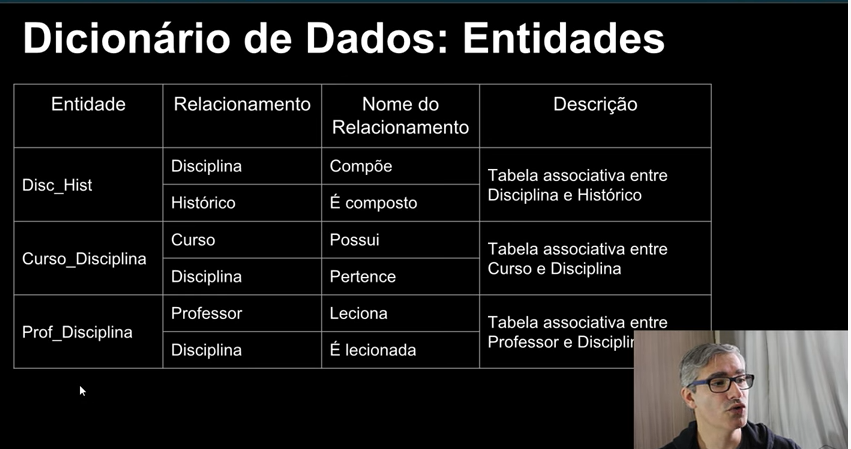 Dicionário de Dados: Entidades
Entidade
Relacionamento
Nome do
Relacionamento
Descrição
Disc_Hist
Disciplina
Compõe
Histórico
É composto
Tabela associativa entre
Disciplina e Histórico
Curso_Disciplina
Curso
Possui
Disciplina
Pertence
Tabela associativa entre
Curso e Disciplina
Prof_Disciplina
Professor
Leciona
Disciplina
É lecionada
Tabela associativa entre
Professor e